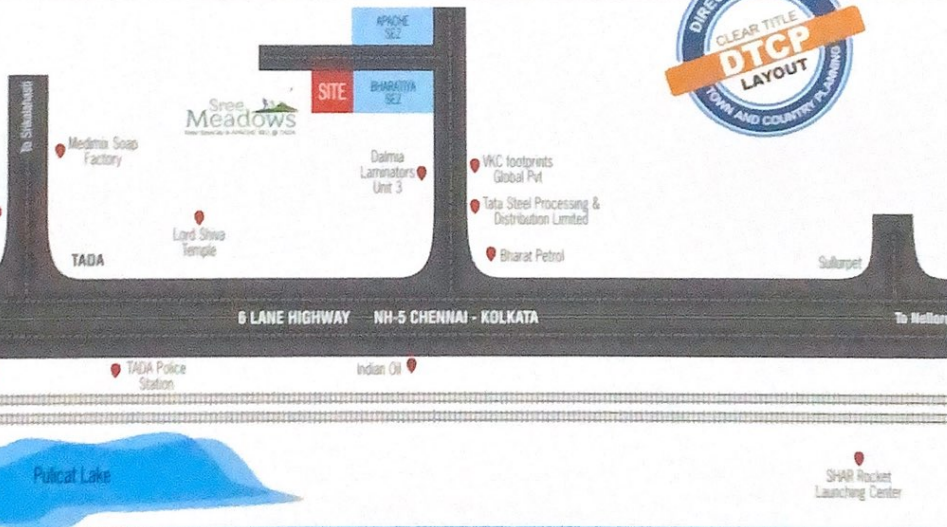 APACHE
SEZ
DIREC
CLEAR TITLE
DTCP
LAYOUT
TOWN AND COUNTRY PLANNING
SITE
BHARATIYA
SEZ
To Srikalahasti
Sree
Meadows
Medimix Soap
Factory
Dalmia
Laminators
Unit 3
VKC footprints
Global Pvt
Tata Steel Processing &
Distribution Limited
Lord Shiva
Temple
Bharat Petrol
TADA
Sullurpet
6 LANE HIGHWAY NH-5 CHENNAI - KOLKATA
To Nellor
TADA Police
Station
Indian Oil
Pulicat Lake
SHAR Rocket
Launching Center